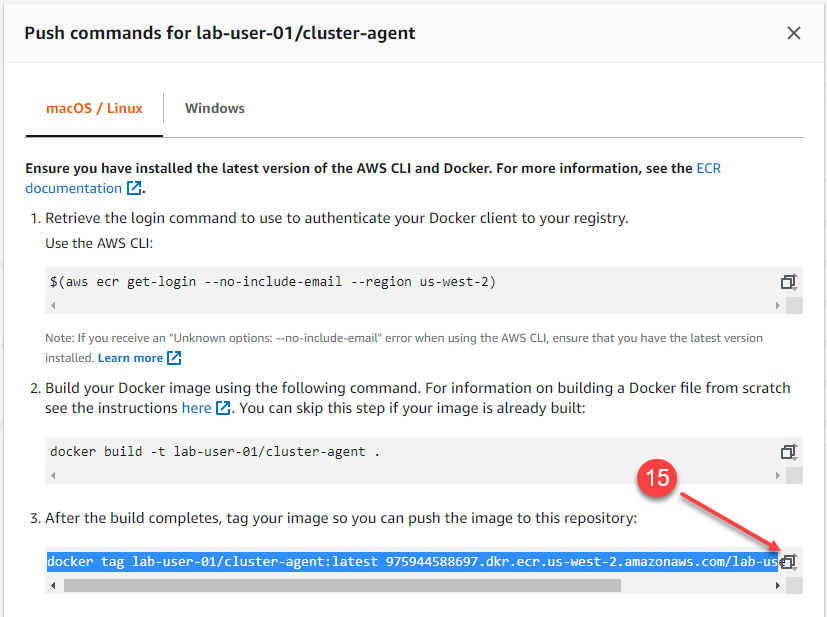 Push commands for lab-user-01/cluster-agent
macOS / Linux
Windows
Ensure you have installed the latest version of the AWS CLI and Docker. For more information, see the ECR
documentation.
1. Retrieve the login command to use to authenticate your Docker client to your registry.
Use the AWS CLI:
$(aws ecr get-login --no-include-email --region us-west-2)
Note: If you receive an "Unknown options: --no-include-email" error when using the AWS CLI, ensure that you have the latest version
installed. Learn more
2. Build your Docker image using the following command. For information on building a Docker file from scratch
see the instructions here. You can skip this step if your image is already built:
docker build -t lab-user-01/cluster-agent .
15
3. After the build completes, tag your image so you can push the image to this repository:
docker tag lab-user-01/cluster-agent:latest 975944588697.dkr.ecr.us-west-2.amazonaws.com/lab-use